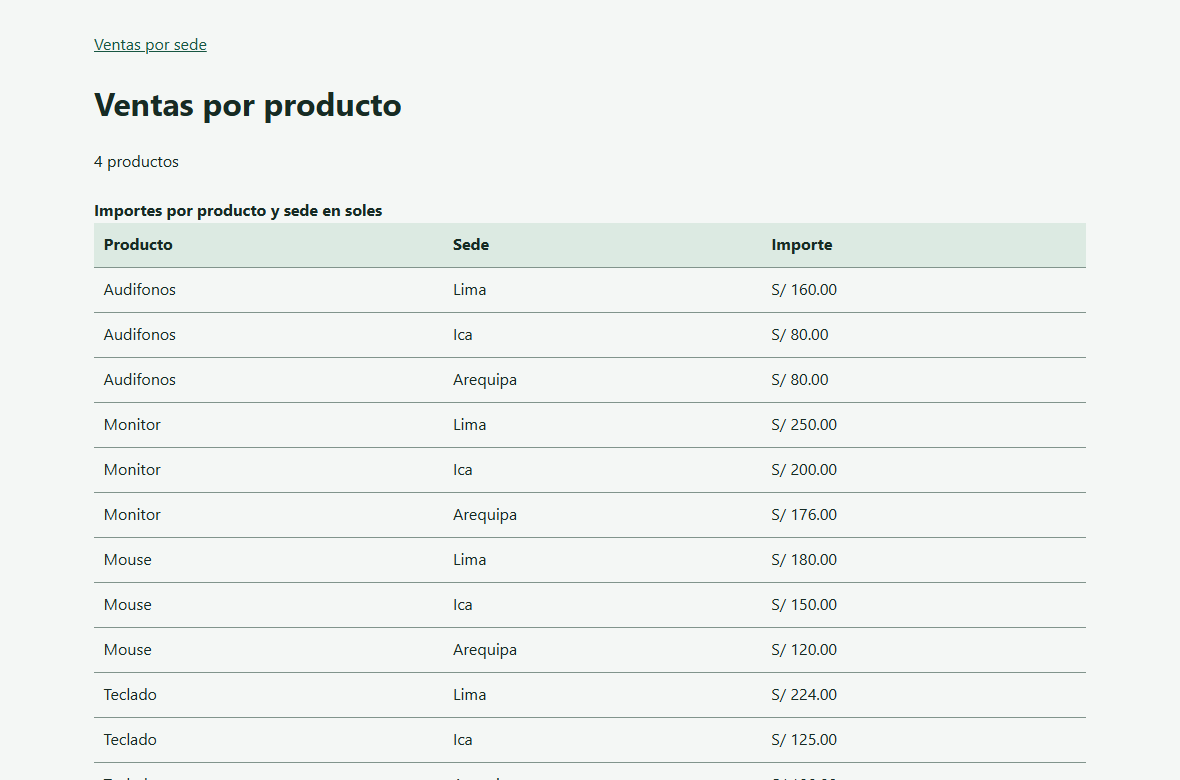 Ventas por sede
Ventas por producto
4 productos
Importes por producto y sede en soles
Producto Sede Importe
Audifonos Lima S/ 160.00
Audifonos Ica S/ 80.00
Audifonos Arequipa S/ 80.00
Monitor Lima S/ 250.00
Monitor Ica S/ 200.00
Monitor Arequipa S/ 176.00
Mouse Lima S/ 180.00
Mouse Ica S/ 150.00
Mouse Arequipa S/ 120.00
Teclado Lima S/ 224.00
Teclado Ica S/ 125.00